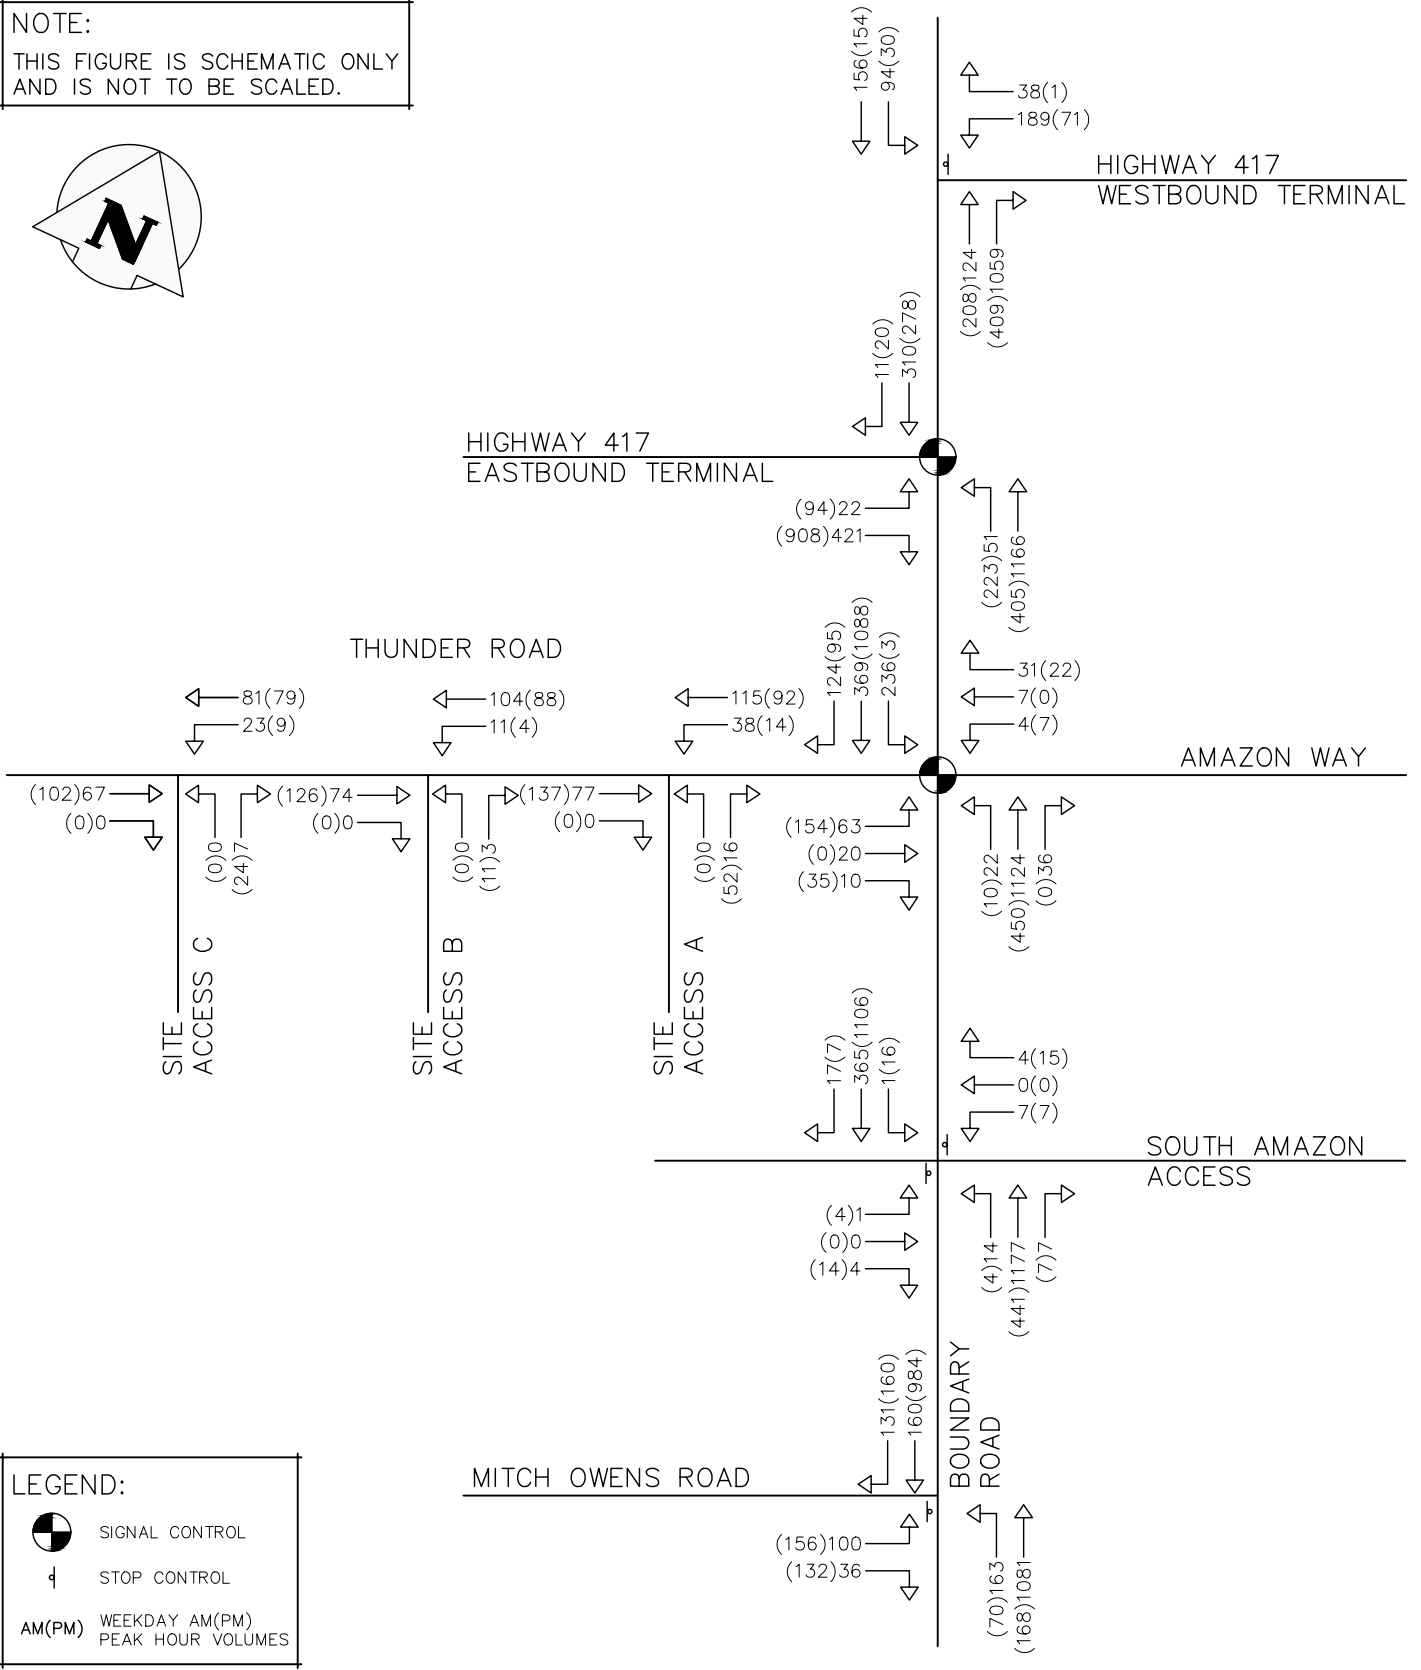 NOTE:
THIS FIGURE IS SCHEMATIC ONLY
AND IS NOT TO BE SCALED.
N
156(154)
94(30)
38(1)
189(71)
HIGHWAY 417
WESTBOUND TERMINAL
(208)124
(409)1059
11(20)
310(278)
HIGHWAY 417
EASTBOUND TERMINAL
(94)22
(908)421
(223)51
(405)1166
THUNDER ROAD
124(95)
369(1088)
236(3)
31(22)
7(0)
4(7)
81(79)
23(9)
104(88)
11(4)
115(92)
38(14)
AMAZON WAY
(102)67
(0)0
(0)0
(24)7
(126)74
(0)0
(0)0
(11)3
(137)77
(0)0
(0)0
(52)16
(154)63
(0)20
(35)10
(10)22
(450)1124
(0)36
SITE
ACCESS C
SITE
ACCESS B
SITE
ACCESS A
17(7)
365(1106)
1(16)
4(15)
0(0)
7(7)
SOUTH AMAZON
ACCESS
(4)1
(0)0
(14)4
(4)14
(441)1177
(7)7
131(160)
160(984)
BOUNDARY
ROAD
MITCH OWENS ROAD
(156)100
(132)36
(70)163
(168)1081
LEGEND:
SIGNAL CONTROL
STOP CONTROL
AM(PM) WEEKDAY AM(PM)
PEAK HOUR VOLUMES